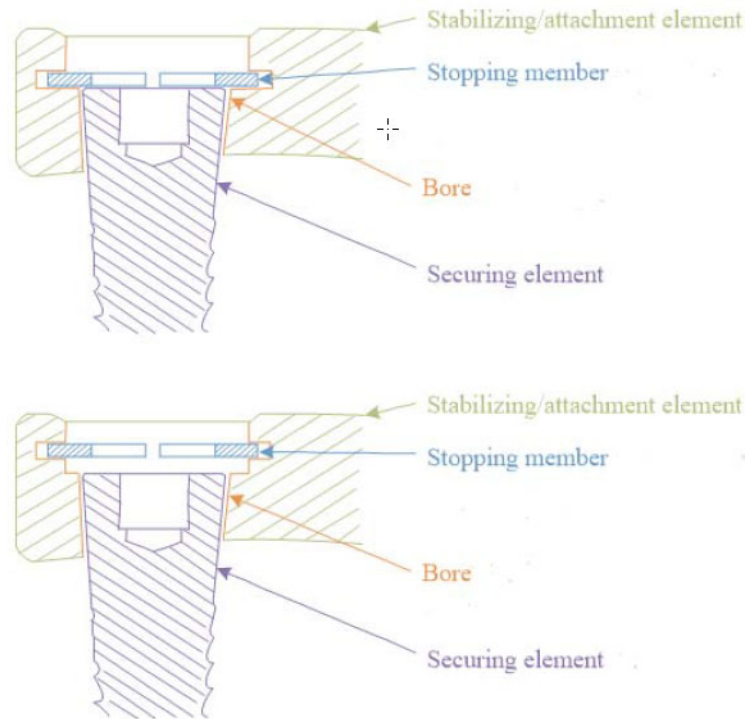 Stabilizing/attachment element
Stopping member
Bore
Securing element
Stabilizing/attachment element
Stopping member
Bore
Securing element